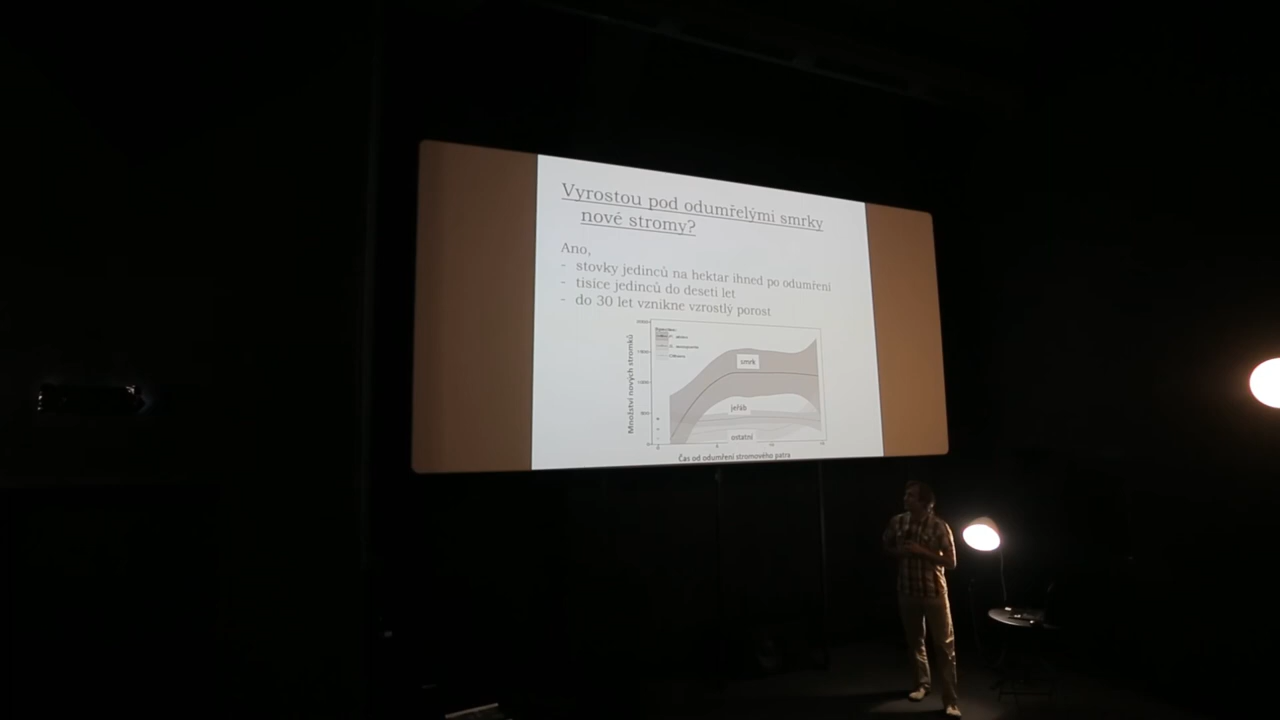 Vyrostou pod odumřelými smrky
nové stromy?
Ano,
- stovky jedinců na hektar ihned po odumření
- tisíce jedinců do deseti let
- do 30 let vznikne vzrostlý porost
Množství nových stromků
smrk
jeřáb
ostatní
Čas od odumření stromového patra